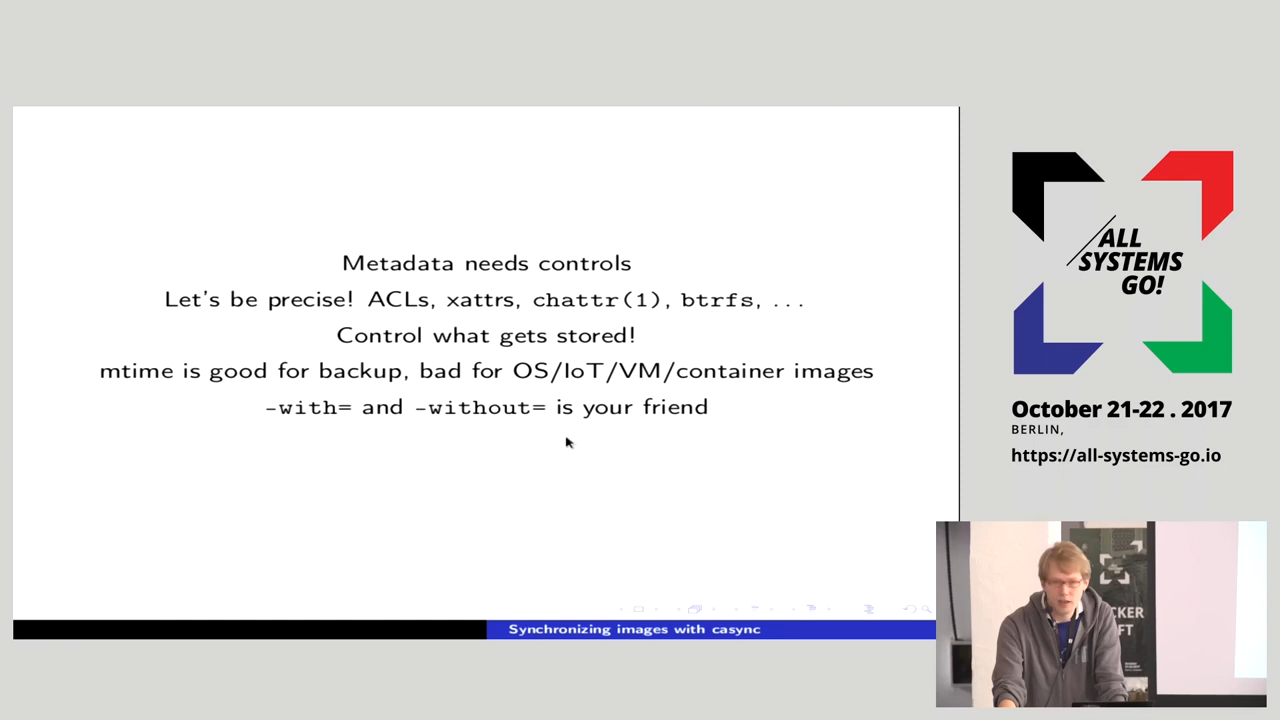 Metadata needs controls
Let's be precise! ACLs, xattrs, chattr(1), btrfs, ...
Control what gets stored!
mtime is good for backup, bad for OS/IoT/VM/container images
-with= and -without= is your friend
Synchronizing images with casync
ALL
SYSTEMS
GO!
October 21-22 . 2017
BERLIN,
https://all-systems-go.io